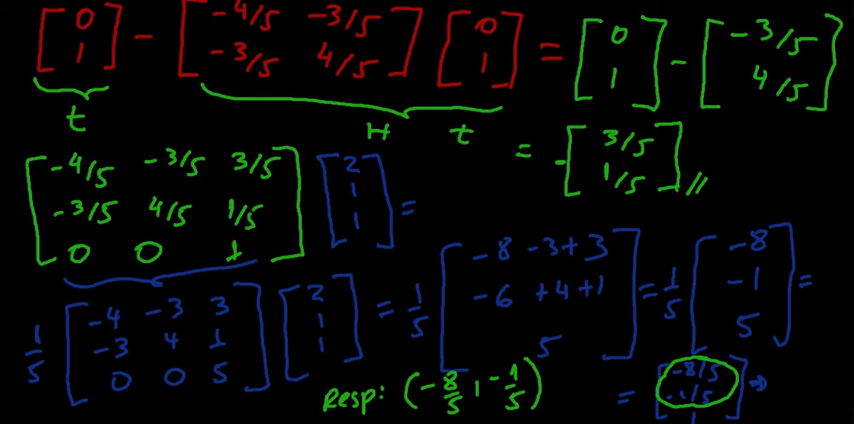 [0 1] - [-4/5 -3/5 -3/5 4/5] [0 1] = [0 1] - [-3/5 4/5]
t H t
= -[3/5 1/5] //
[-4/5 -3/5 3/5 -3/5 4/5 1/5 0 0 1] [2 1 1] =
1/5 [-4 -3 3 -3 4 1 0 0 5] [2 1 1] = 1/5 [-8 -3+3 -6 +4+1 5] = 1/5 [-8 -1 5] =
= [-8/5 -1/5 1] ⇒
Resp: (-8/5, -1/5)